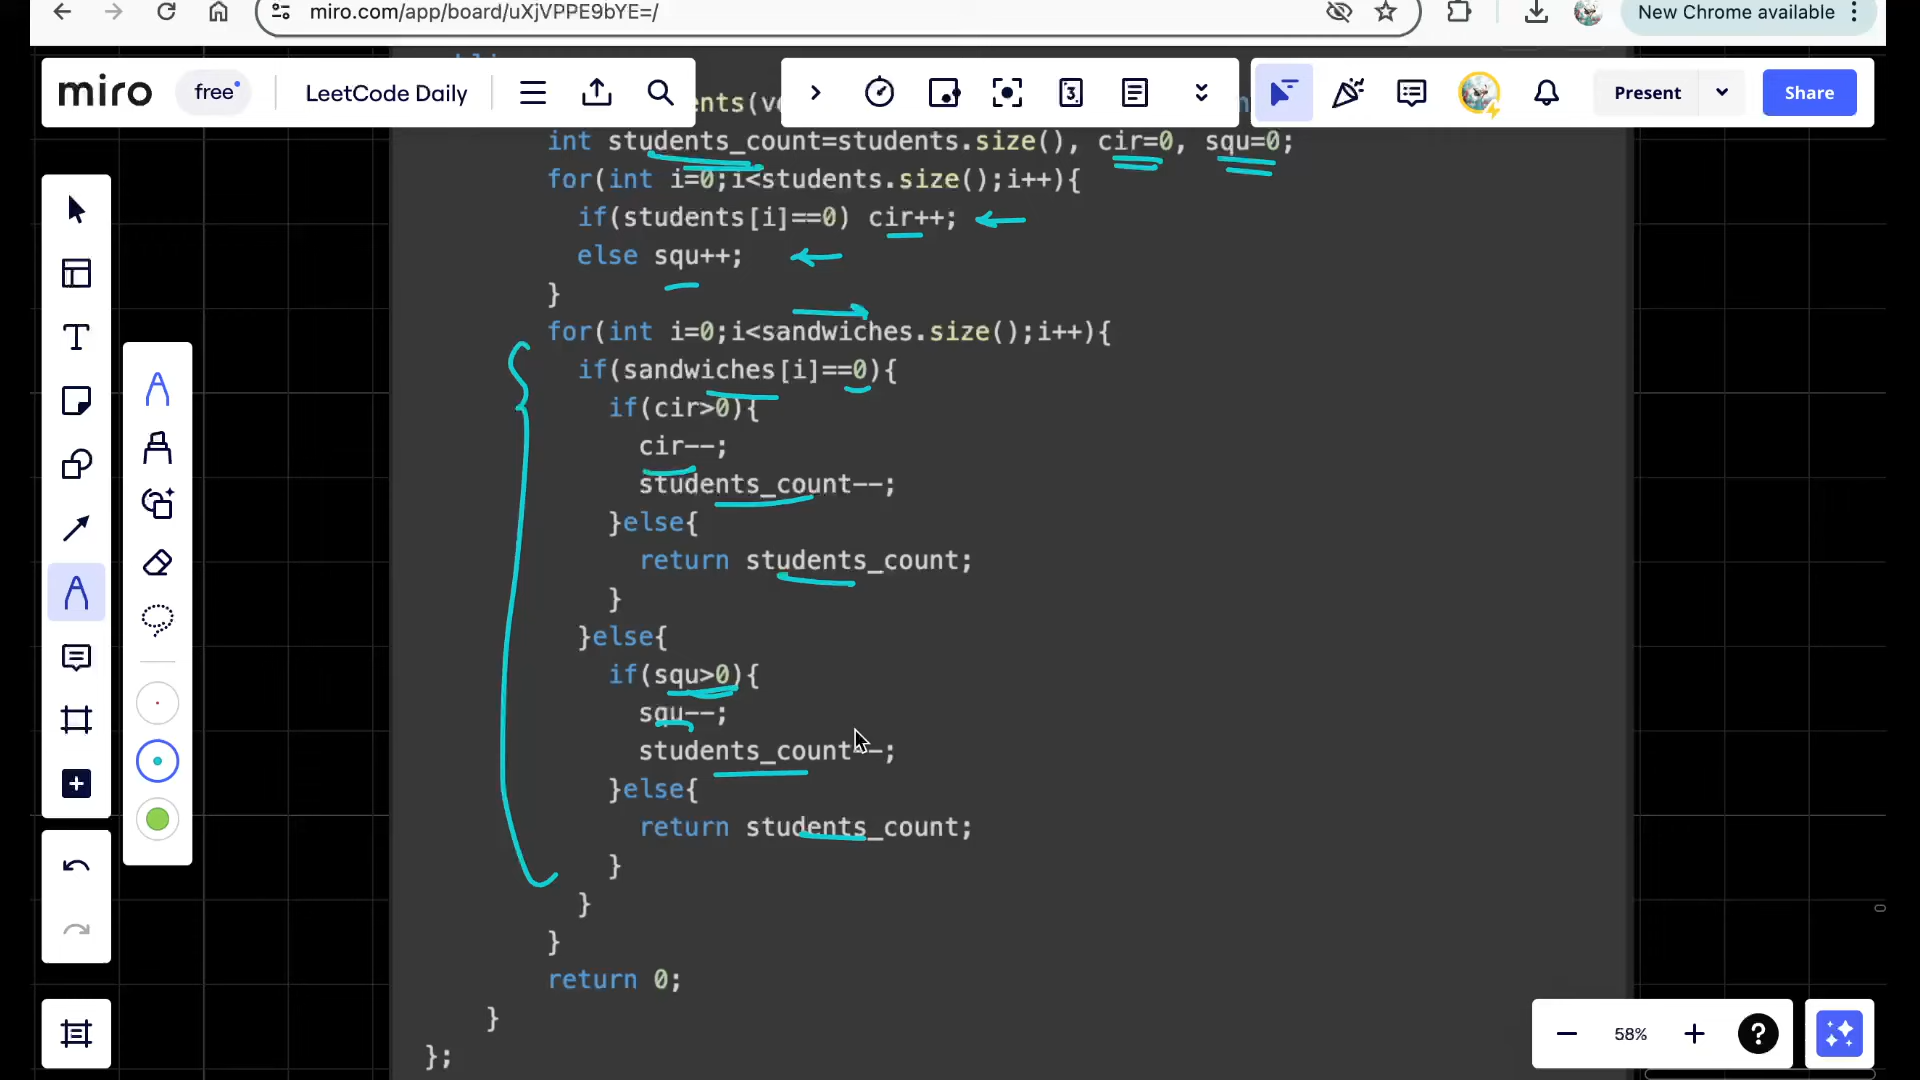 miro.com/app/board/uXjVPPE9bYE=/
New Chrome available
miro
free
LeetCode Daily
3
Present
Share
ents(v
int students_count=students.size(), cir=0, squ=0;
for(int i=0;i<students.size();i++){
if(students[i]==0) cir++;
else squ++;
}
for(int i=0;i<sandwiches.size();i++){
if(sandwiches[i]==0){
if(cir>0){
cir--;
students_count--;
}else{
return students_count;
}
}else{
if(squ>0){
squ--;
students_count--;
}else{
return students_count;
}
}
}
return 0;
}
};
58%